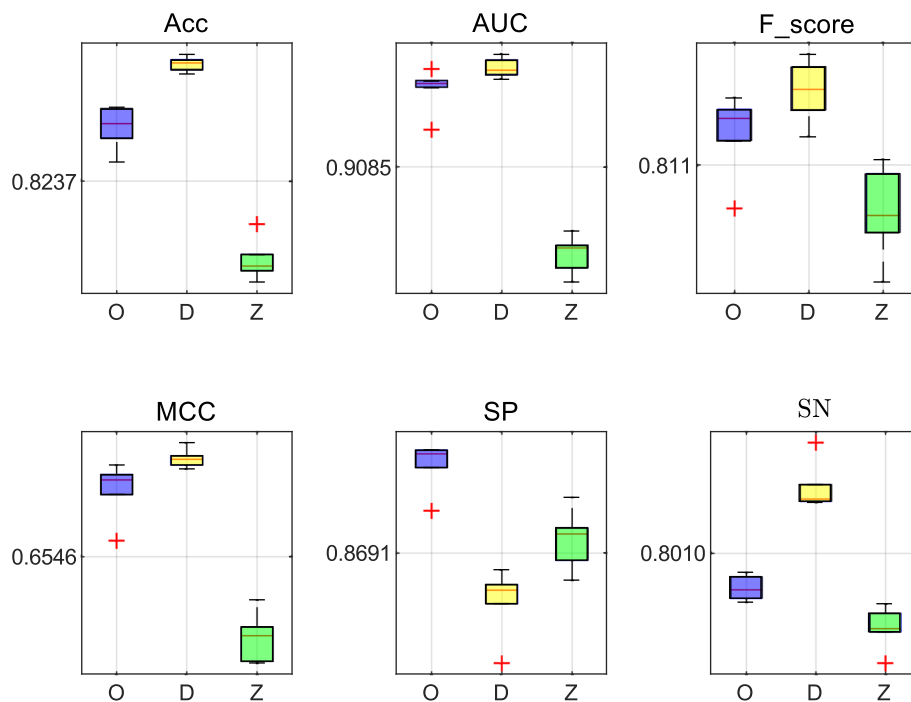 Acc
AUC
F_score
0.8237
0.9085
0.811
O D Z
O D Z
O D Z
MCC
SP
SN
0.6546
0.8691
0.8010
O D Z
O D Z
O D Z